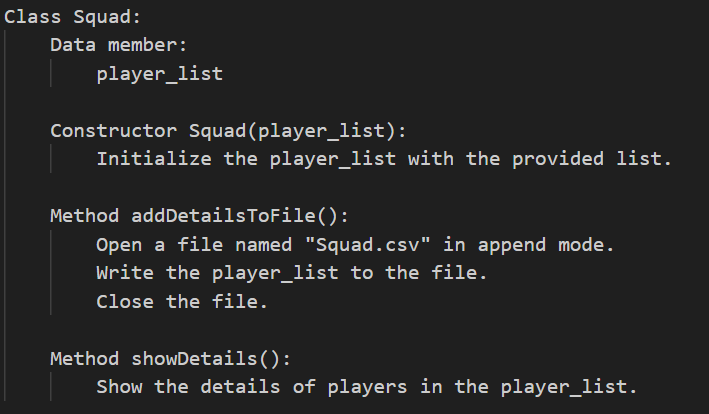 Class Squad:
Data member:
player_list
Constructor Squad(player_list):
Initialize the player_list with the provided list.
Method addDetailsToFile():
Open a file named "Squad.csv" in append mode.
Write the player_list to the file.
Close the file.
Method showDetails():
Show the details of players in the player_list.